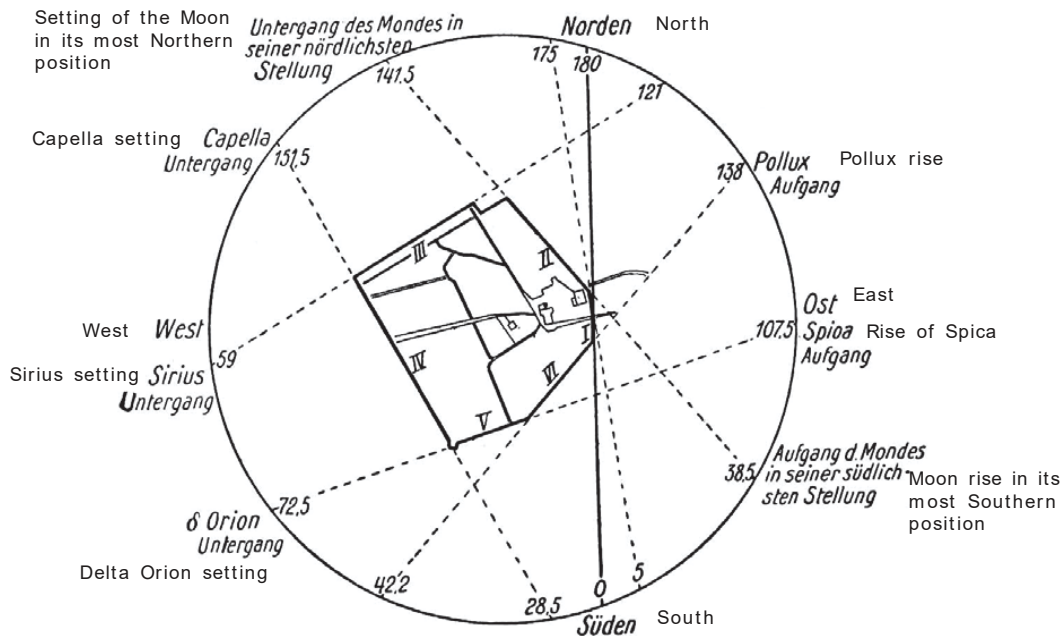 Setting of the Moon
in its most Northern
position
Untergang des Mondes in
seiner nördlichsten
Stellung
141,5
Norden North
175
180
121
Capella setting
Capella
Untergang
151,5
138
Pollux
Aufgang
Pollux rise
III
II
I
IV
VI
V
West West
59
Sirius setting Sirius
Untergang
Ost East
107,5
Spica Rise of Spica
Aufgang
72,5
δ Orion
Untergang
Delta Orion setting
38,5
Aufgang d. Mondes
in seiner südlich-
sten Stellung
Moon rise in its
most Southern
position
42,2
28,5
0
5
Süden South